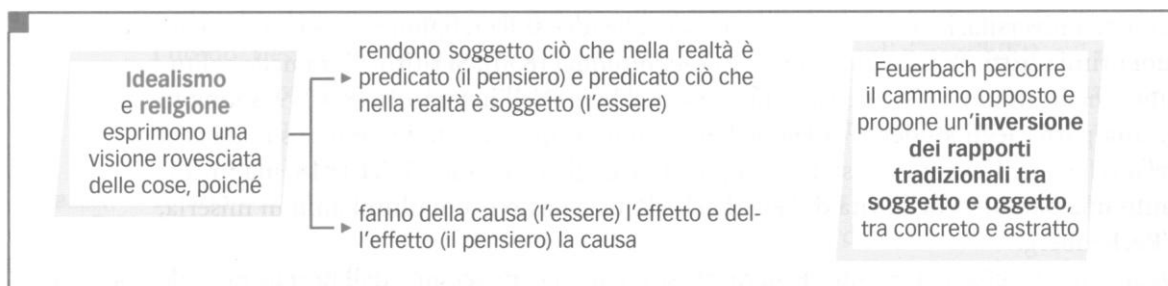 Idealismo
e religione
esprimono una
visione rovesciata
delle cose, poiché
rendono soggetto ciò che nella realtà è
predicato (il pensiero) e predicato ciò che
nella realtà è soggetto (l'essere)
fanno della causa (l'essere) l'effetto e del-
l'effetto (il pensiero) la causa
Feuerbach percorre
il cammino opposto e
propone un'inversione
dei rapporti
tradizionali tra
soggetto e oggetto,
tra concreto e astratto